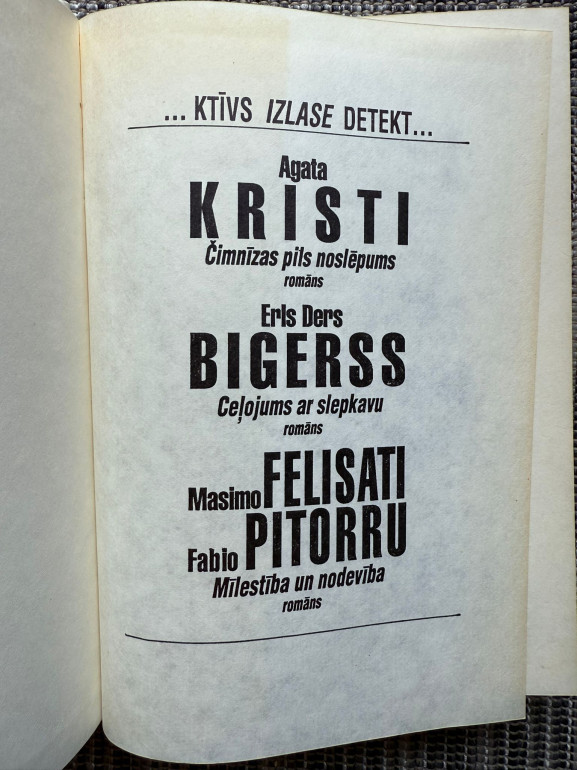 ... KTĪVS IZLASE DETEKT...
Agata
KRISTI
Čimnīzas pils noslēpums
romāns
Erls Ders
BIGERSS
Ceļojums ar slepkavu
romāns
Masimo FELISATI
Fabio PITORRU
Mīlestība un nodevība
romāns